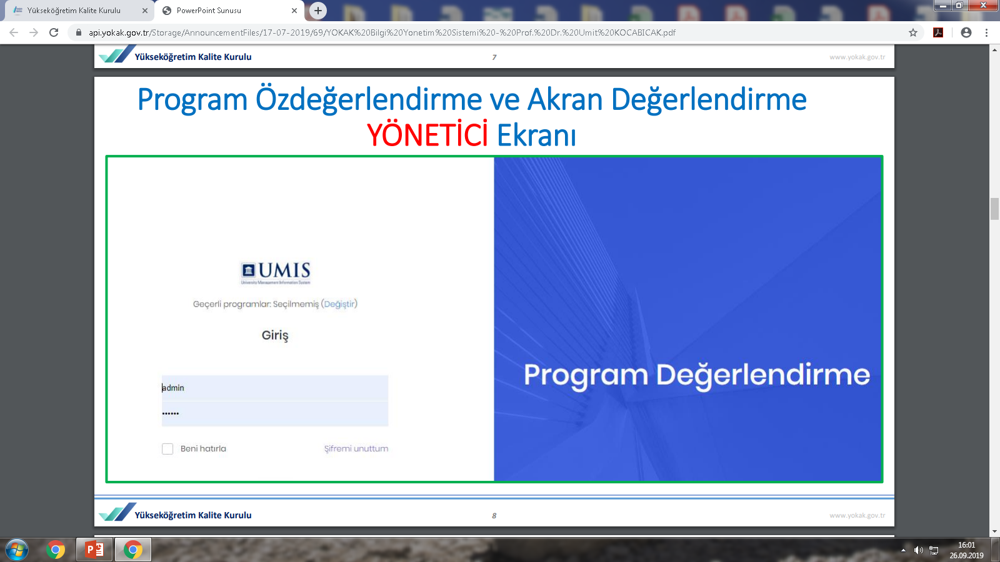 Yükseköğretim Kalite Kurulu
PowerPoint Sunusu
api.yokak.gov.tr/Storage/AnnouncementFiles/17-07-2019/69/YOKAK%20Bilgi%20Yonetim%20Sistemi%20-%20Prof.%20Dr.%20Umit%20KOCABICAK.pdf
Yükseköğretim Kalite Kurulu 7 www.yokak.gov.tr
Program Özdeğerlendirme ve Akran Değerlendirme
YÖNETİCİ Ekranı
UMIS
University Management Information System
Geçerli programlar: Seçilmemiş (Değiştir)
Giriş
admin
••••••
Beni hatırla Şifremi unuttum
Program Değerlendirme
Yükseköğretim Kalite Kurulu 8 www.yokak.gov.tr
16:01
26.09.2019